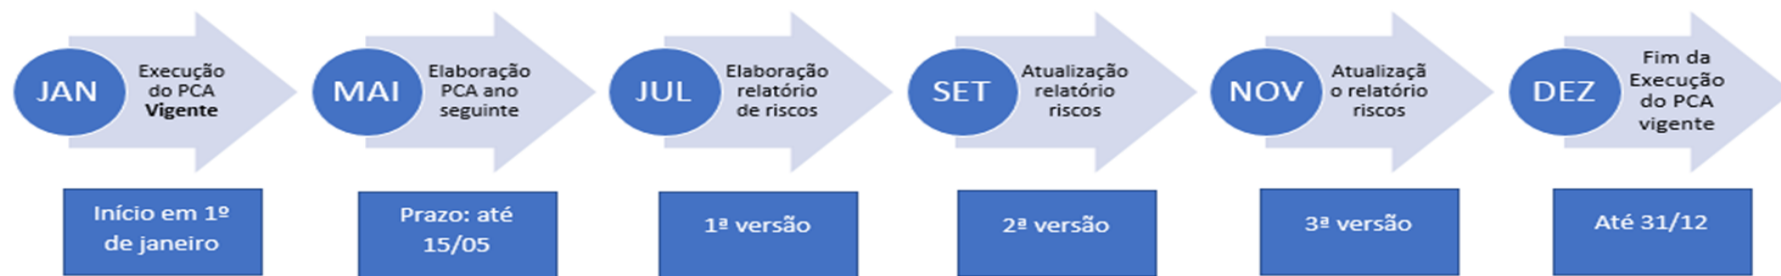 JAN
Execução
do PCA
Vigente
MAI
Elaboração
PCA ano
seguinte
JUL
Elaboração
relatório
de riscos
SET
Atualização
relatório
riscos
NOV
Atualizaçã
o relatório
riscos
DEZ
Fim da
Execução
do PCA
vigente
Início em 1º
de janeiro
Prazo: até
15/05
1ª versão
2ª versão
3ª versão
Até 31/12